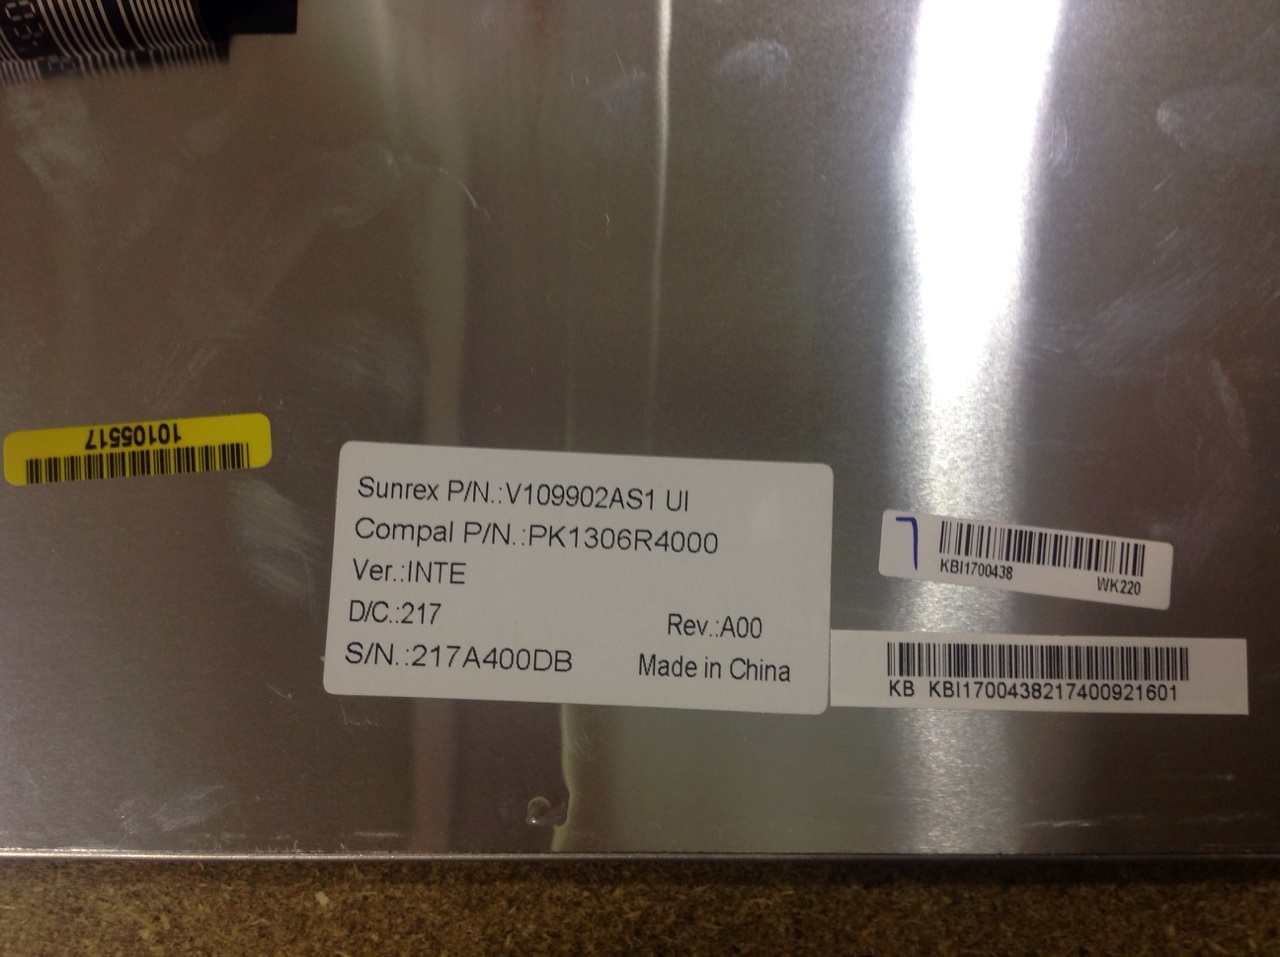 10105517
Sunrex P/N.:V109902AS1 UI
Compal P/N.:PK1306R4000
Ver.:INTE
D/C.:217
Rev.:A00
S/N.:217A400DB
Made in China
7
KBI1700438
WK220
KB KBI1700438217400921601